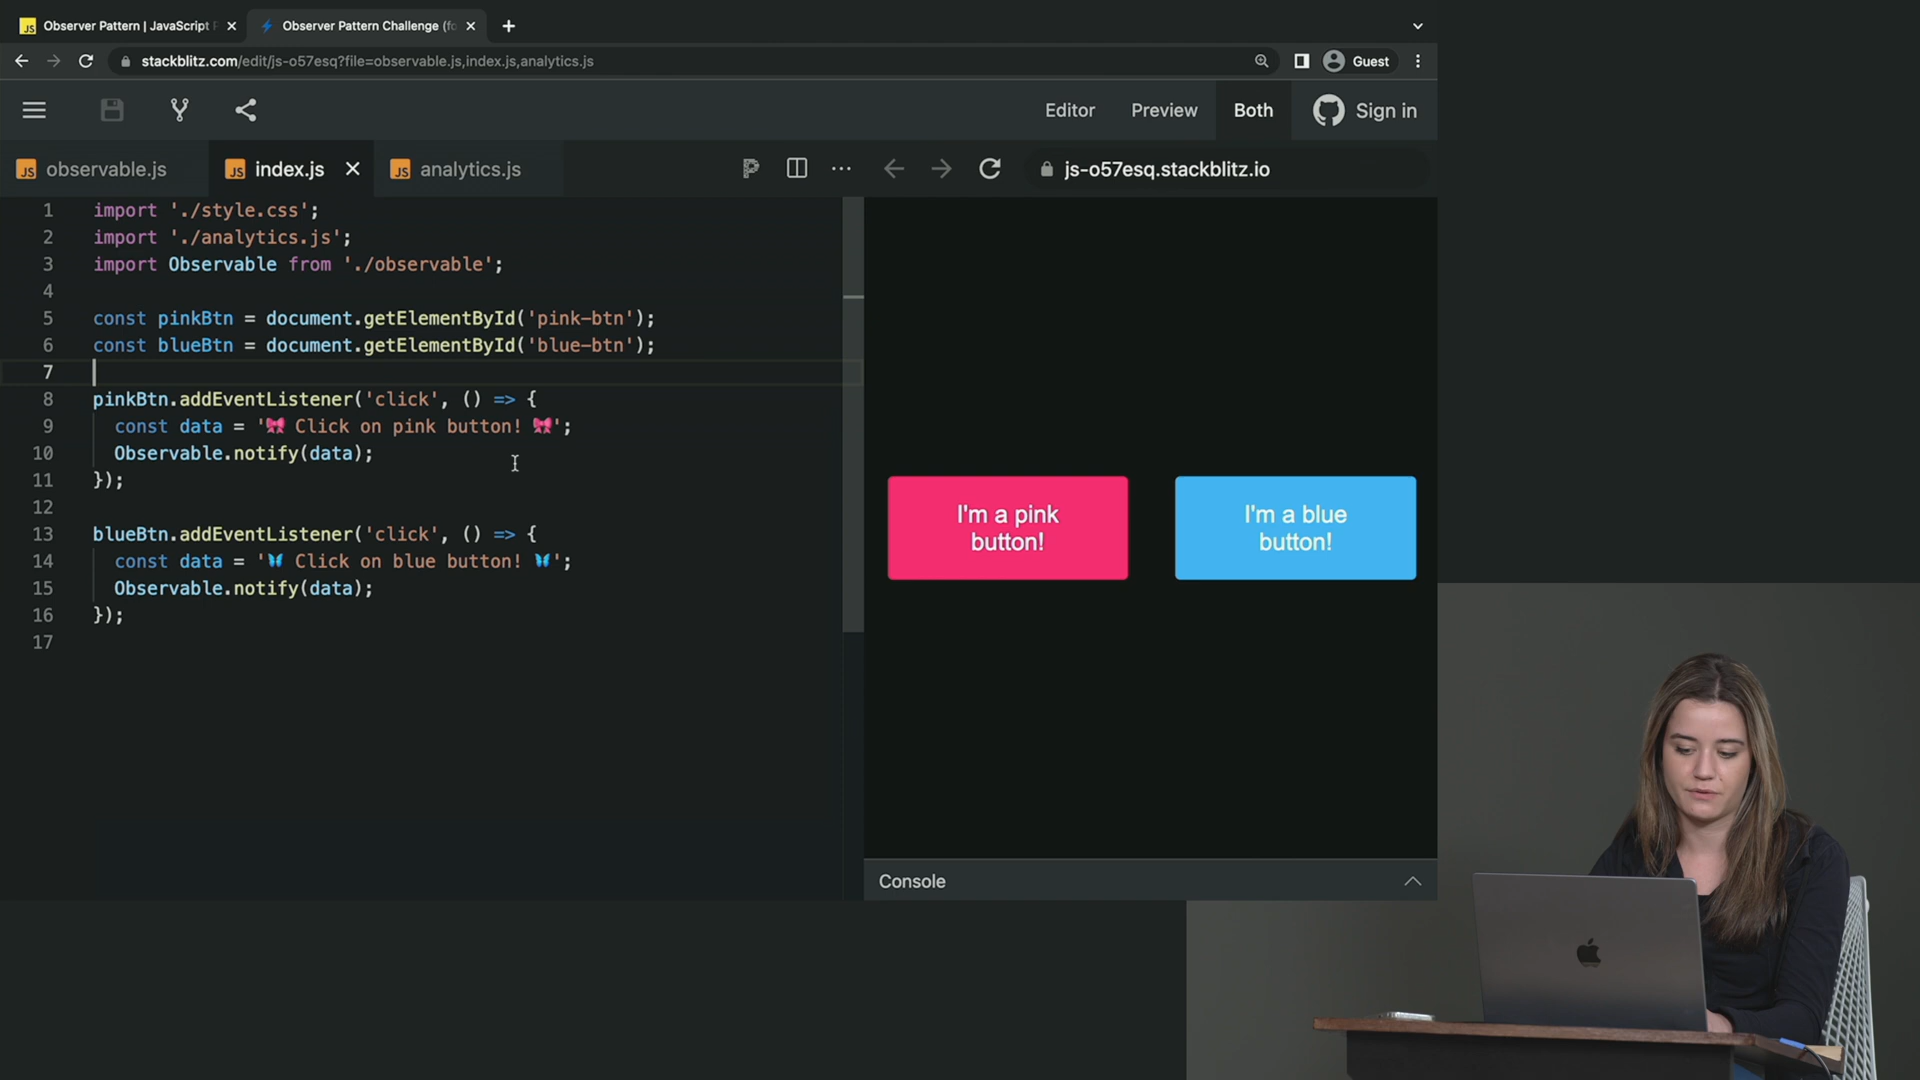 Observer Pattern | JavaScript
Observer Pattern Challenge (fo
stackblitz.com/edit/js-o57esq?file=observable.js,index.js,analytics.js
Guest
Editor
Preview
Both
Sign in
JS observable.js
JS index.js
JS analytics.js
js-o57esq.stackblitz.io
1 import './style.css';
2 import './analytics.js';
3 import Observable from './observable';
4
5 const pinkBtn = document.getElementById('pink-btn');
6 const blueBtn = document.getElementById('blue-btn');
7
8 pinkBtn.addEventListener('click', () => {
9 const data = '🎀 Click on pink button! 🎀';
10 Observable.notify(data);
11 });
12
13 blueBtn.addEventListener('click', () => {
14 const data = '🦋 Click on blue button! 🦋';
15 Observable.notify(data);
16 });
17
I'm a pink
button!
I'm a blue
button!
Console